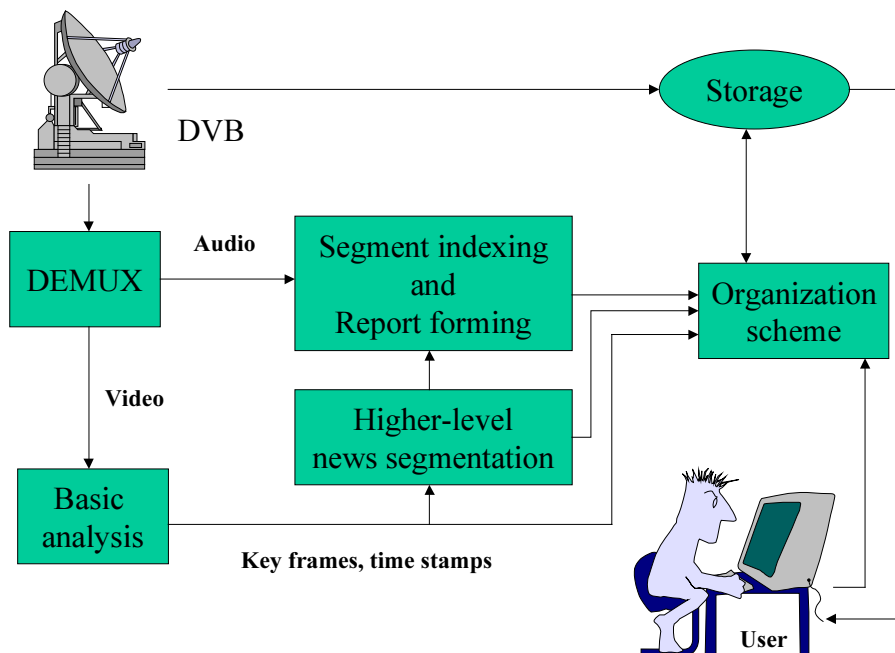 Storage
DVB
DEMUX
Audio
Segment indexing
and
Report forming
Organization
scheme
Video
Higher-level
news segmentation
Basic
analysis
Key frames, time stamps
User